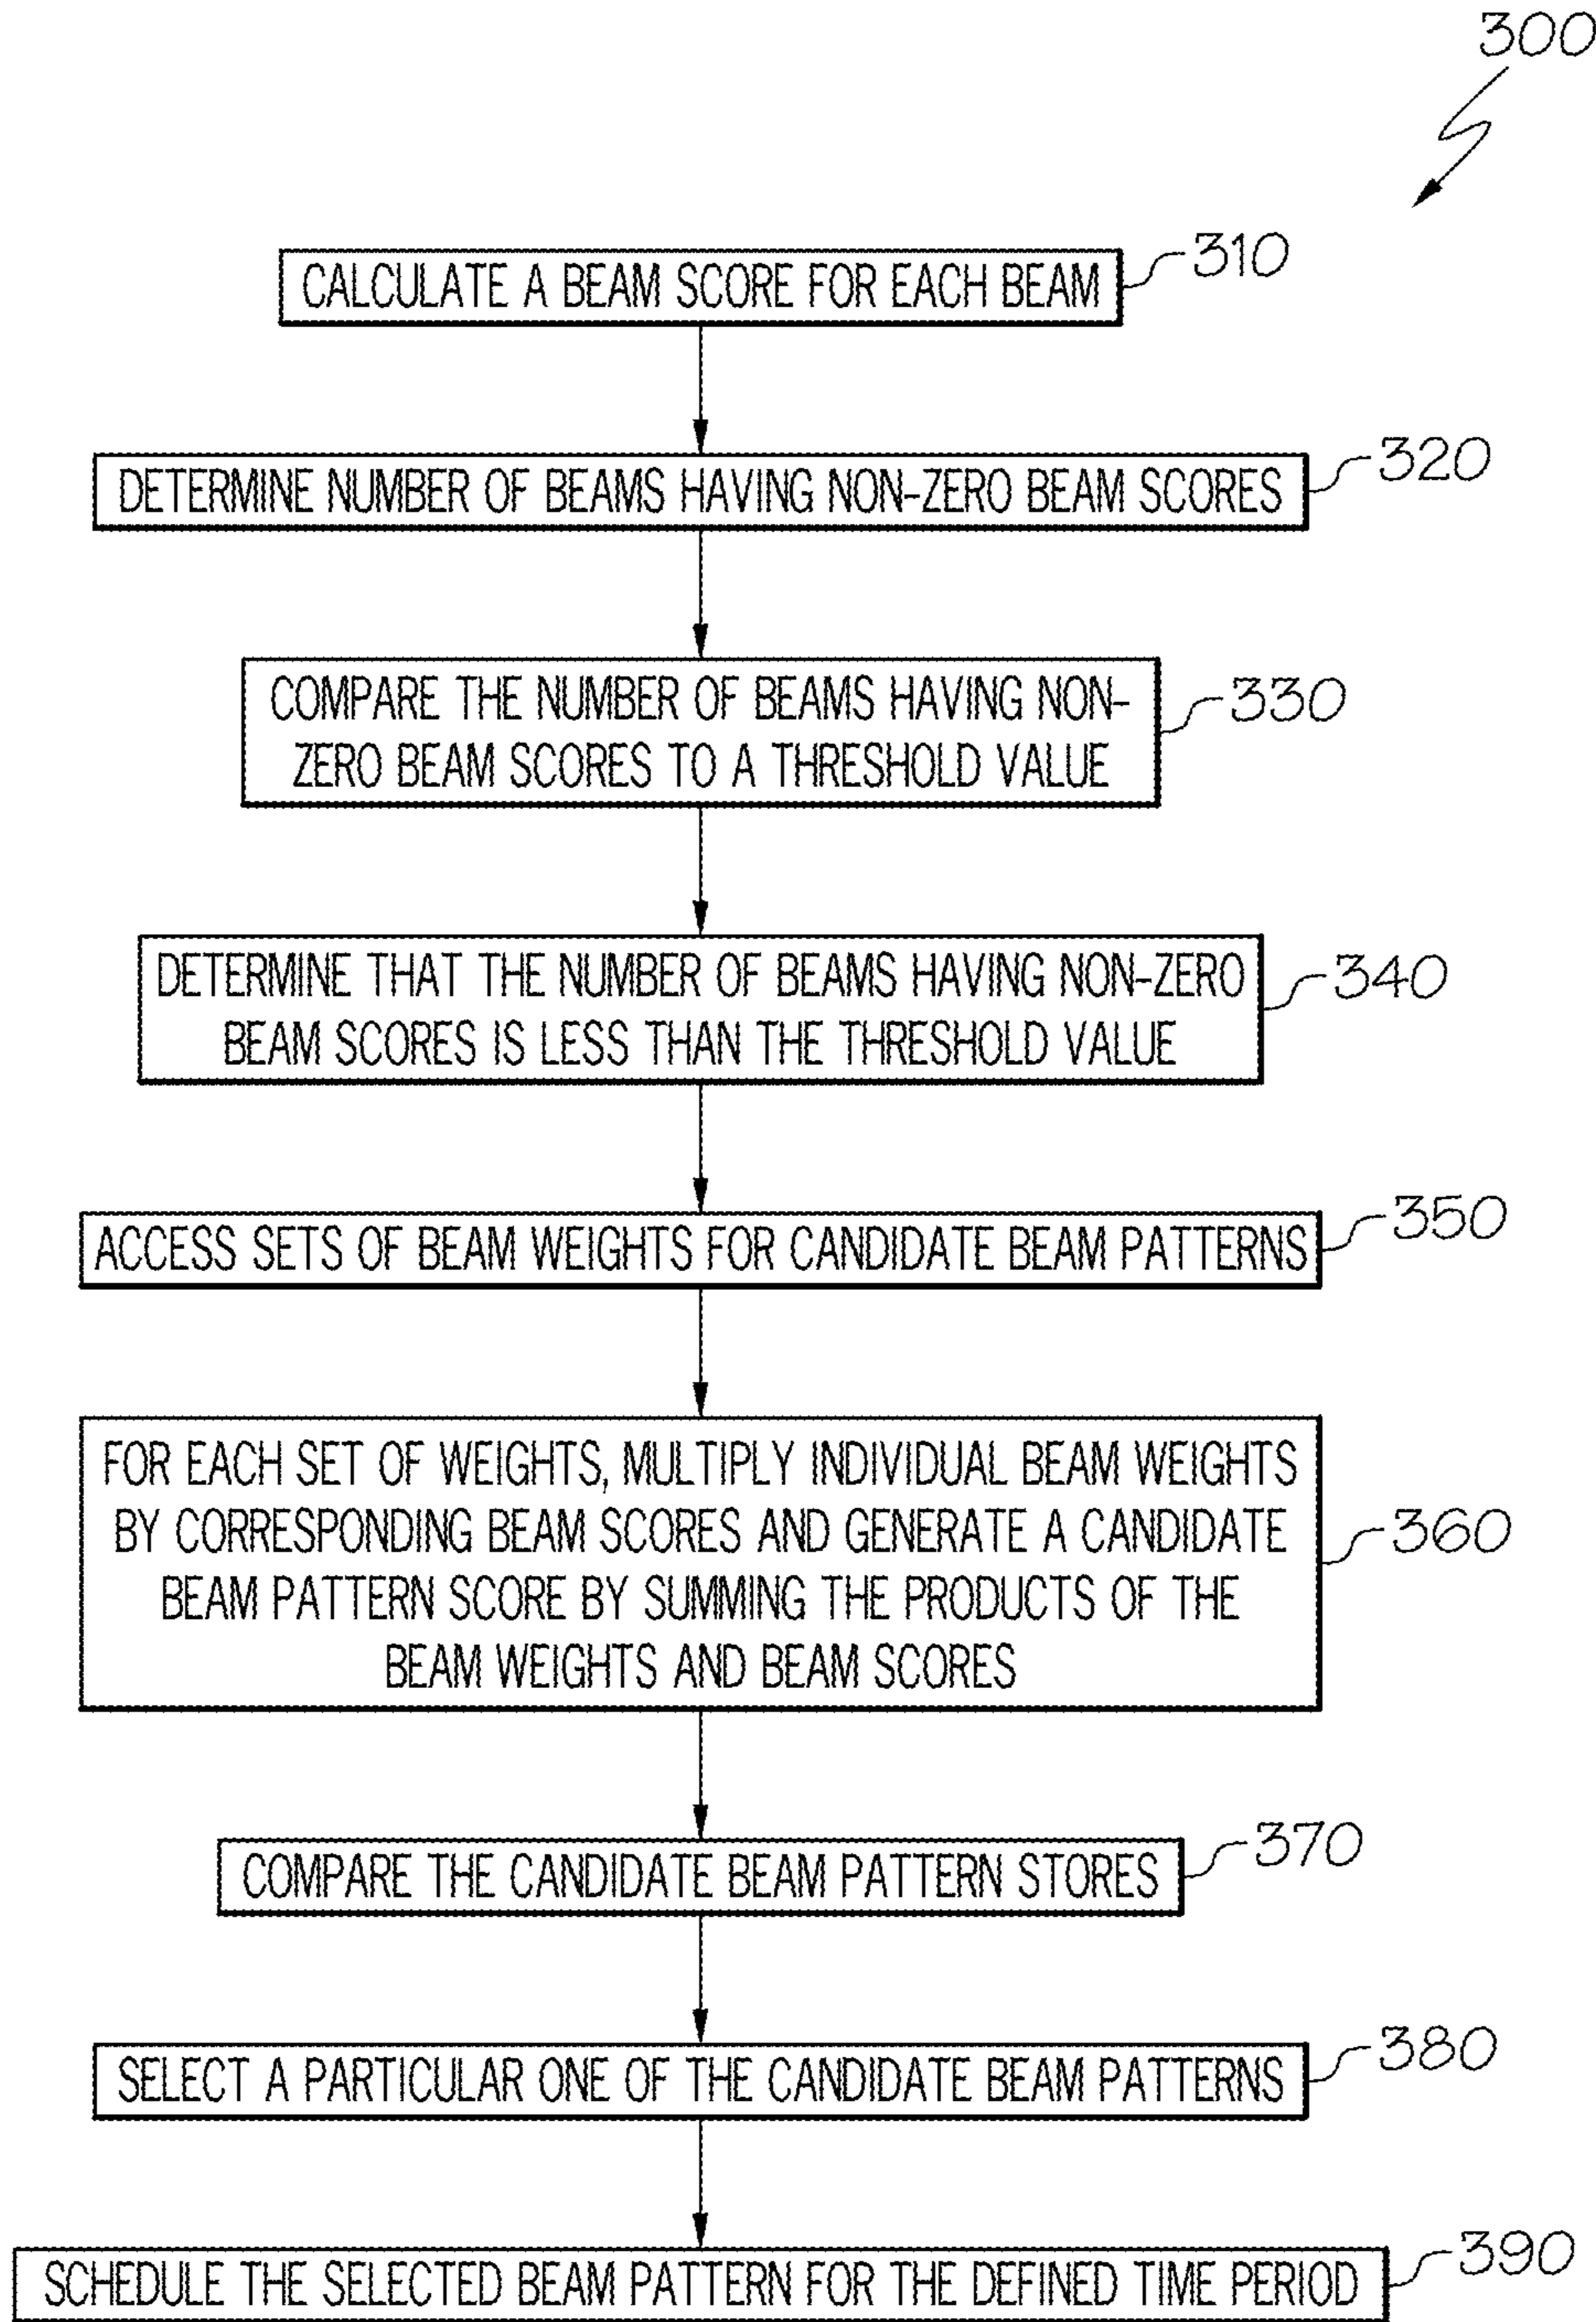 300
CALCULATE A BEAM SCORE FOR EACH BEAM
310
DETERMINE NUMBER OF BEAMS HAVING NON-ZERO BEAM SCORES
320
COMPARE THE NUMBER OF BEAMS HAVING NON-
ZERO BEAM SCORES TO A THRESHOLD VALUE
330
DETERMINE THAT THE NUMBER OF BEAMS HAVING NON-ZERO
BEAM SCORES IS LESS THAN THE THRESHOLD VALUE
340
ACCESS SETS OF BEAM WEIGHTS FOR CANDIDATE BEAM PATTERNS
350
FOR EACH SET OF WEIGHTS, MULTIPLY INDIVIDUAL BEAM WEIGHTS
BY CORRESPONDING BEAM SCORES AND GENERATE A CANDIDATE
BEAM PATTERN SCORE BY SUMMING THE PRODUCTS OF THE
BEAM WEIGHTS AND BEAM SCORES
360
COMPARE THE CANDIDATE BEAM PATTERN STORES
370
SELECT A PARTICULAR ONE OF THE CANDIDATE BEAM PATTERNS
380
SCHEDULE THE SELECTED BEAM PATTERN FOR THE DEFINED TIME PERIOD
390